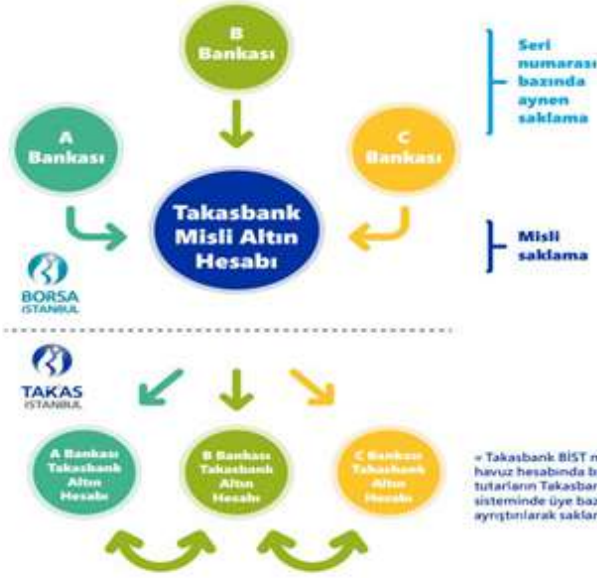 B
Bankası
A
Bankası
C
Bankası
Takasbank
Misli Altın
Hesabı
Seri
numarası
bazında
aynen
saklama
Misli
saklama
BORSA
İSTANBUL
TAKAS
İSTANBUL
A Bankası
Takasbank
Altın
Hesabı
B Bankası
Takasbank
Altın
Hesabı
C Bankası
Takasbank
Altın
Hesabı
Takasbank BİST
havuz hesabında
tutarların
sisteminde üye